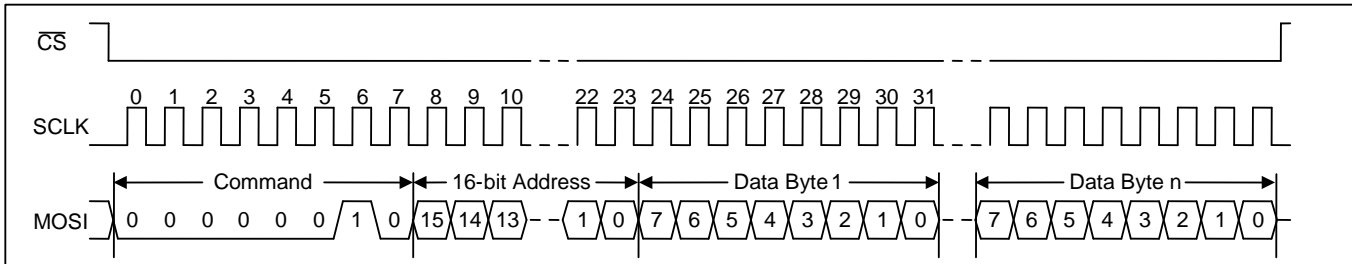 CS
0 1 2 3 4 5 6 7 8 9 10 22 23 24 25 26 27 28 29 30 31
SCLK
Command 16-bit Address Data Byte 1 Data Byte n
MOSI 0 0 0 0 0 0 1 0 15 14 13 1 0 7 6 5 4 3 2 1 0 7 6 5 4 3 2 1 0